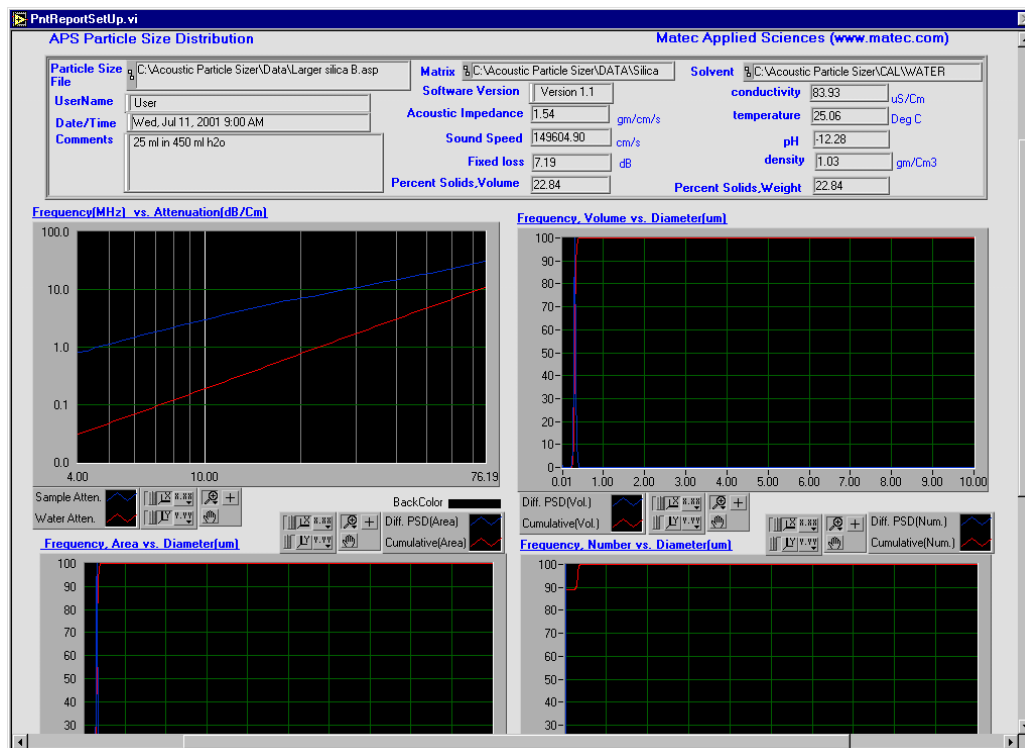 PntReportSetUp.vi
APS Particle Size Distribution
Matec Applied Sciences (www.matec.com)
Particle Size File
C:\Acoustic Particle Sizer\Data\Larger silica B.asp
UserName
User
Date/Time
Wed, Jul 11, 2001 9:00 AM
Comments
25 ml in 450 ml h2o
Matrix
C:\Acoustic Particle Sizer\DATA\Silica
Software Version
Version 1.1
Acoustic Impedance
1.54
gm/cm/s
Sound Speed
149604.90
cm/s
Fixed loss
7.19
dB
Percent Solids,Volume
22.84
Solvent
C:\Acoustic Particle Sizer\CAL\WATER
conductivity
83.93
uS/Cm
temperature
25.06
Deg C
pH
-12.28
density
1.03
gm/Cm3
Percent Solids,Weight
22.84
Frequency(MHz) vs. Attenuation(dB/Cm)
100.0
10.0
1.0
0.1
0.0
4.00
10.00
76.19
Sample Atten.
Water Atten.
X
X.XX
Y
Y.YY
BackColor
Frequency, Volume vs. Diameter(um)
100
90
80
70
60
50
40
30
20
10
0
0.01 1.00 2.00 3.00 4.00 5.00 6.00 7.00 8.00 9.00 10.00
Diff. PSD(Vol.)
Cumulative(Vol.)
X
X.XX
Y
Y.YY
Frequency, Area vs. Diameter(um)
X
X.XX
Y
Y.YY
Diff. PSD(Area)
Cumulative(Area)
100
90
80
70
60
50
40
30
Frequency, Number vs. Diameter(um)
X
X.XX
Y
Y.YY
Diff. PSD(Num.)
Cumulative(Num.)
100
90
80
70
60
50
40
30